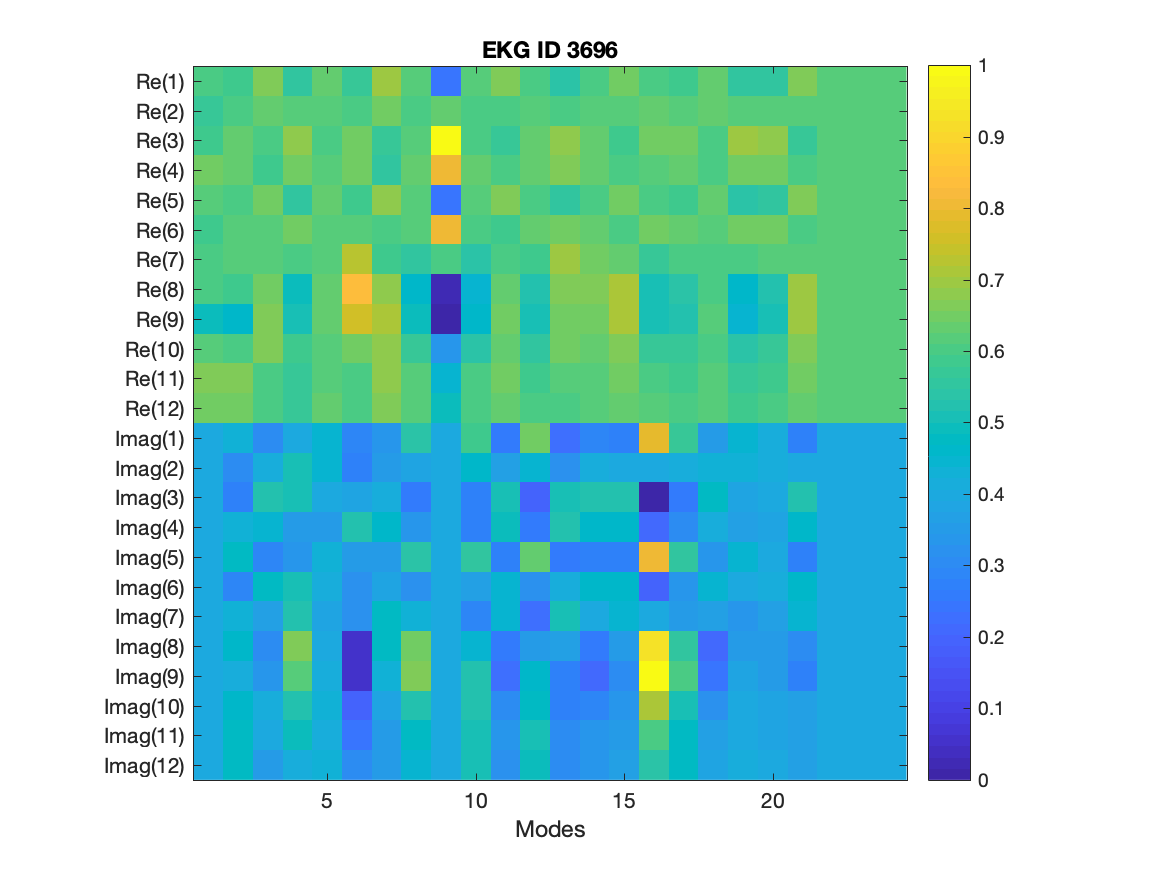 EKG ID 3696
Re(1)
Re(2)
Re(3)
Re(4)
Re(5)
Re(6)
Re(7)
Re(8)
Re(9)
Re(10)
Re(11)
Re(12)
Imag(1)
Imag(2)
Imag(3)
Imag(4)
Imag(5)
Imag(6)
Imag(7)
Imag(8)
Imag(9)
Imag(10)
Imag(11)
Imag(12)
5 10 15 20
Modes
1
0.9
0.8
0.7
0.6
0.5
0.4
0.3
0.2
0.1
0